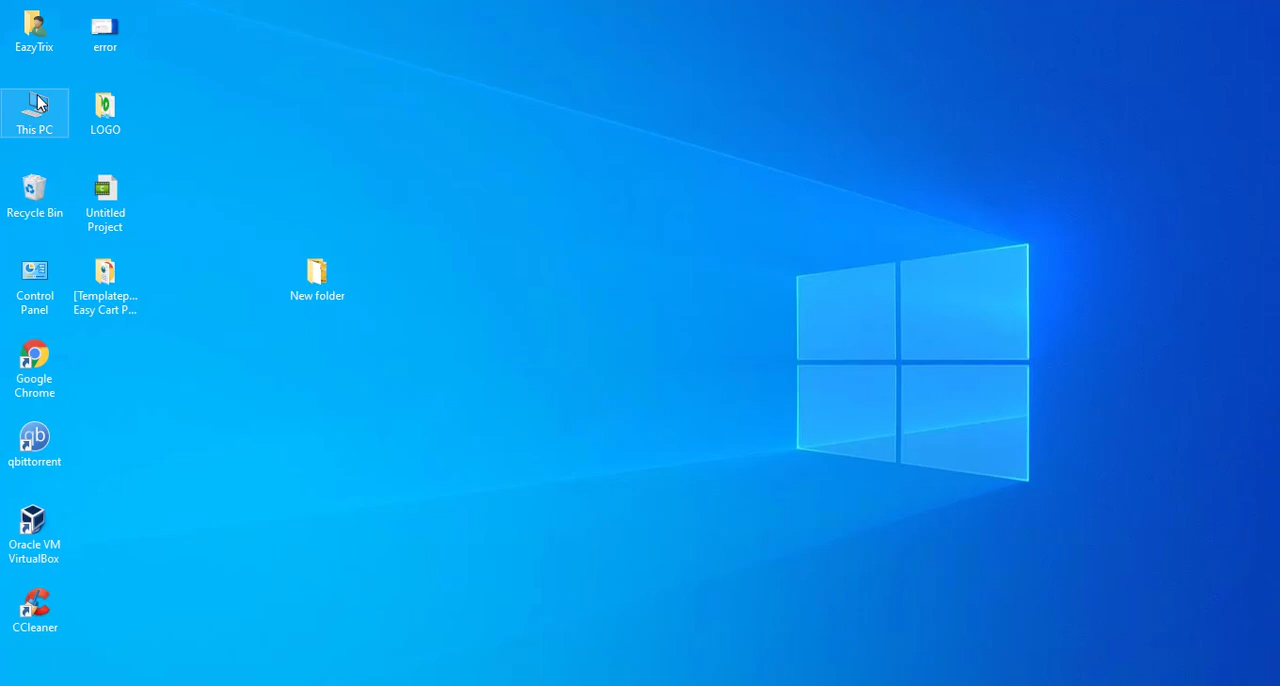 EazyTrix
error
This PC
LOGO
Recycle Bin
Untitled
Project
Control
Panel
[Templatep...
Easy Cart P...
New folder
Google
Chrome
qb
qbittorrent
Oracle VM
VirtualBox
CCleaner